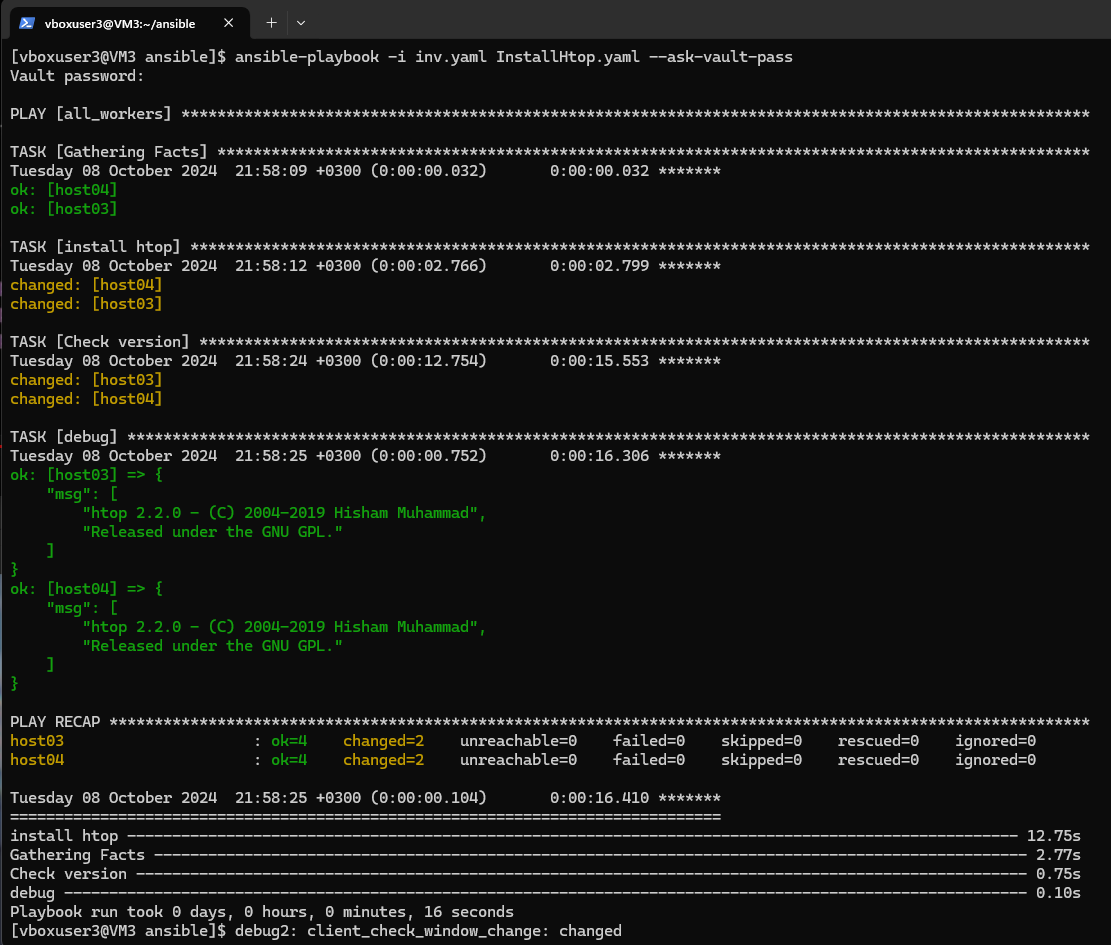 vboxuser3@VM3:~/ansible
[vboxuser3@VM3 ansible]$ ansible-playbook -i inv.yaml InstallHtop.yaml --ask-vault-pass
Vault password:
PLAY [all_workers] *****************************************************************************************************
TASK [Gathering Facts] *************************************************************************************************
Tuesday 08 October 2024  21:58:09 +0300 (0:00:00.032)       0:00:00.032 *******
ok: [host04]
ok: [host03]
TASK [install htop] ****************************************************************************************************
Tuesday 08 October 2024  21:58:12 +0300 (0:00:02.766)       0:00:02.799 *******
changed: [host04]
changed: [host03]
TASK [Check version] ***************************************************************************************************
Tuesday 08 October 2024  21:58:24 +0300 (0:00:12.754)       0:00:15.553 *******
changed: [host03]
changed: [host04]
TASK [debug] ***********************************************************************************************************
Tuesday 08 October 2024  21:58:25 +0300 (0:00:00.752)       0:00:16.306 *******
ok: [host03] => {
    "msg": [
        "htop 2.2.0 - (C) 2004-2019 Hisham Muhammad",
        "Released under the GNU GPL."
    ]
}
ok: [host04] => {
    "msg": [
        "htop 2.2.0 - (C) 2004-2019 Hisham Muhammad",
        "Released under the GNU GPL."
    ]
}
PLAY RECAP *************************************************************************************************************
host03                     : ok=4    changed=2    unreachable=0    failed=0    skipped=0    rescued=0    ignored=0
host04                     : ok=4    changed=2    unreachable=0    failed=0    skipped=0    rescued=0    ignored=0
Tuesday 08 October 2024  21:58:25 +0300 (0:00:00.104)       0:00:16.410 *******
===============================================================================
install htop --------------------------------------------------------------------------------------------------- 12.75s
Gathering Facts ------------------------------------------------------------------------------------------------- 2.77s
Check version --------------------------------------------------------------------------------------------------- 0.75s
debug ----------------------------------------------------------------------------------------------------------- 0.10s
Playbook run took 0 days, 0 hours, 0 minutes, 16 seconds
[vboxuser3@VM3 ansible]$ debug2: client_check_window_change: changed